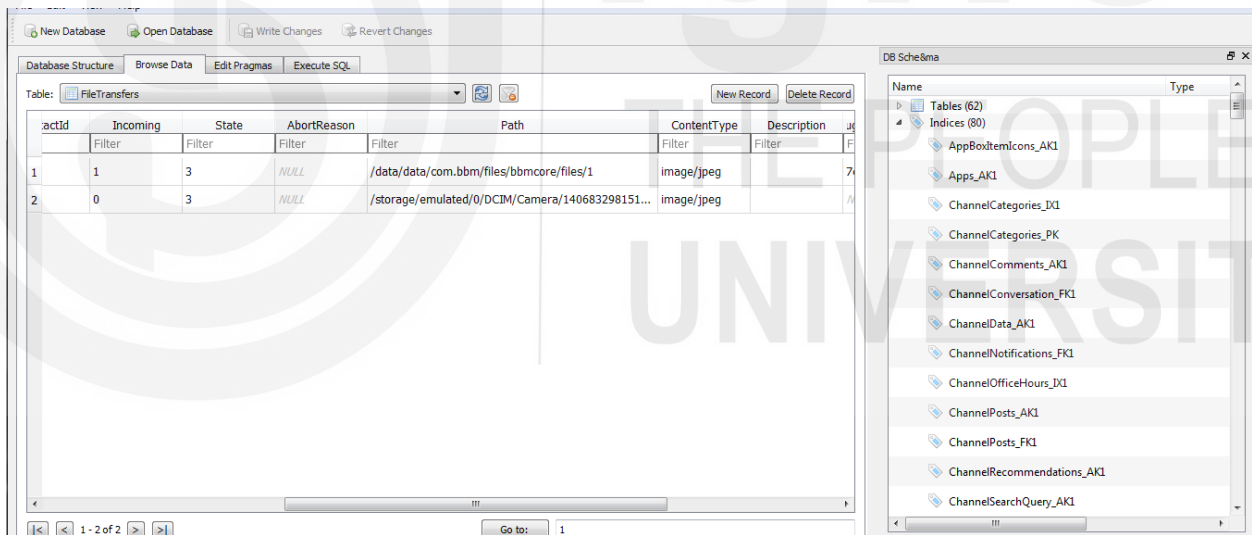 New Database Open Database Write Changes Revert Changes
Database Structure Browse Data Edit Pragmas Execute SQL
Table: FileTransfers New Record Delete Record
:actId Incoming State AbortReason Path ContentType Description
Filter Filter Filter Filter Filter Filter
1 1 3 NULL /data/data/com.bbm/files/bbmcore/files/1 image/jpeg
2 0 3 NULL /storage/emulated/0/DCIM/Camera/140683298151... image/jpeg
1 - 2 of 2 Go to: 1
DB Sche&ma
Name Type
Tables (62)
Indices (80)
AppBoxItemIcons_AK1
Apps_AK1
ChannelCategories_IX1
ChannelCategories_PK
ChannelComments_AK1
ChannelConversation_FK1
ChannelData_AK1
ChannelNotifications_FK1
ChannelOfficeHours_IX1
ChannelPosts_AK1
ChannelPosts_FK1
ChannelRecommendations_AK1
ChannelSearchQuery_AK1
THE PEOPLE
UNIVERSIT